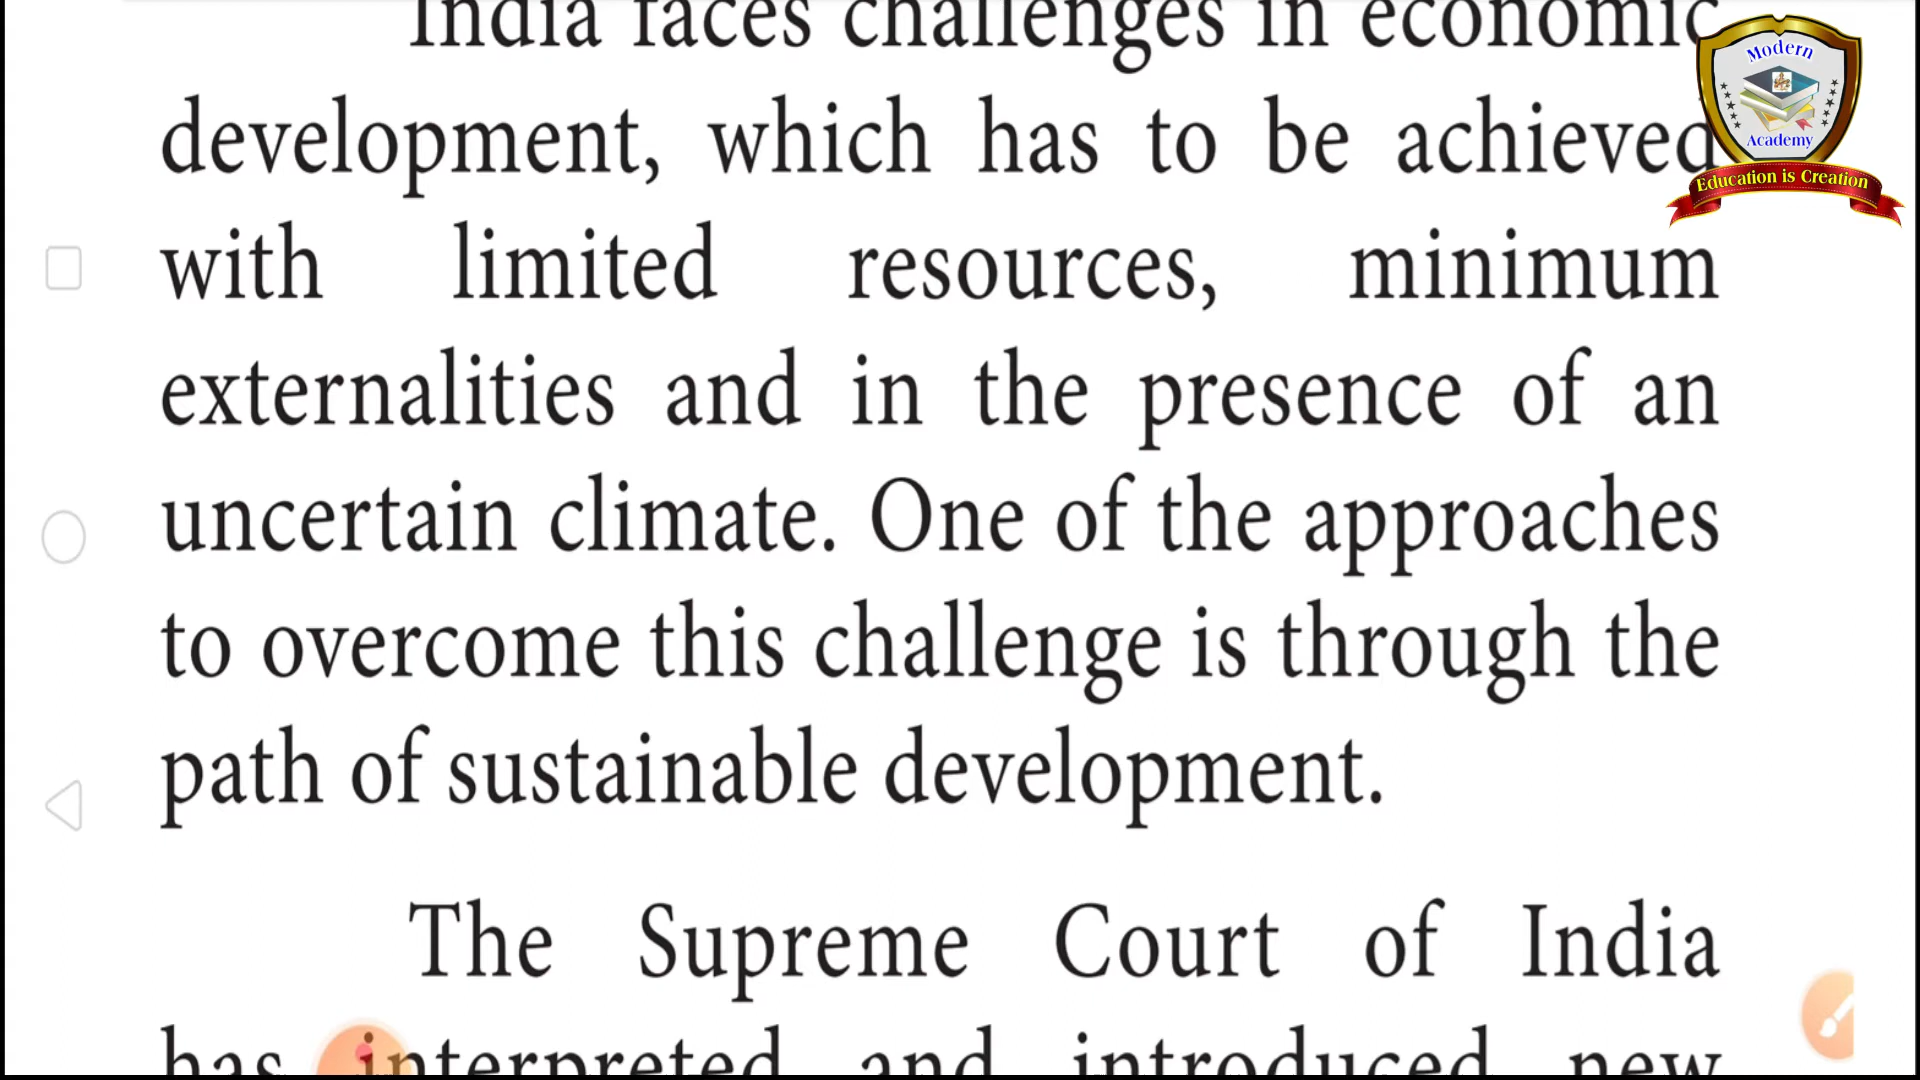 India faces challenges in economic
development, which has to be achieved
with limited resources, minimum
externalities and in the presence of an
uncertain climate. One of the approaches
to overcome this challenge is through the
path of sustainable development.
The Supreme Court of India
has interpreted and introduced new
Modern
Academy
Education is Creation